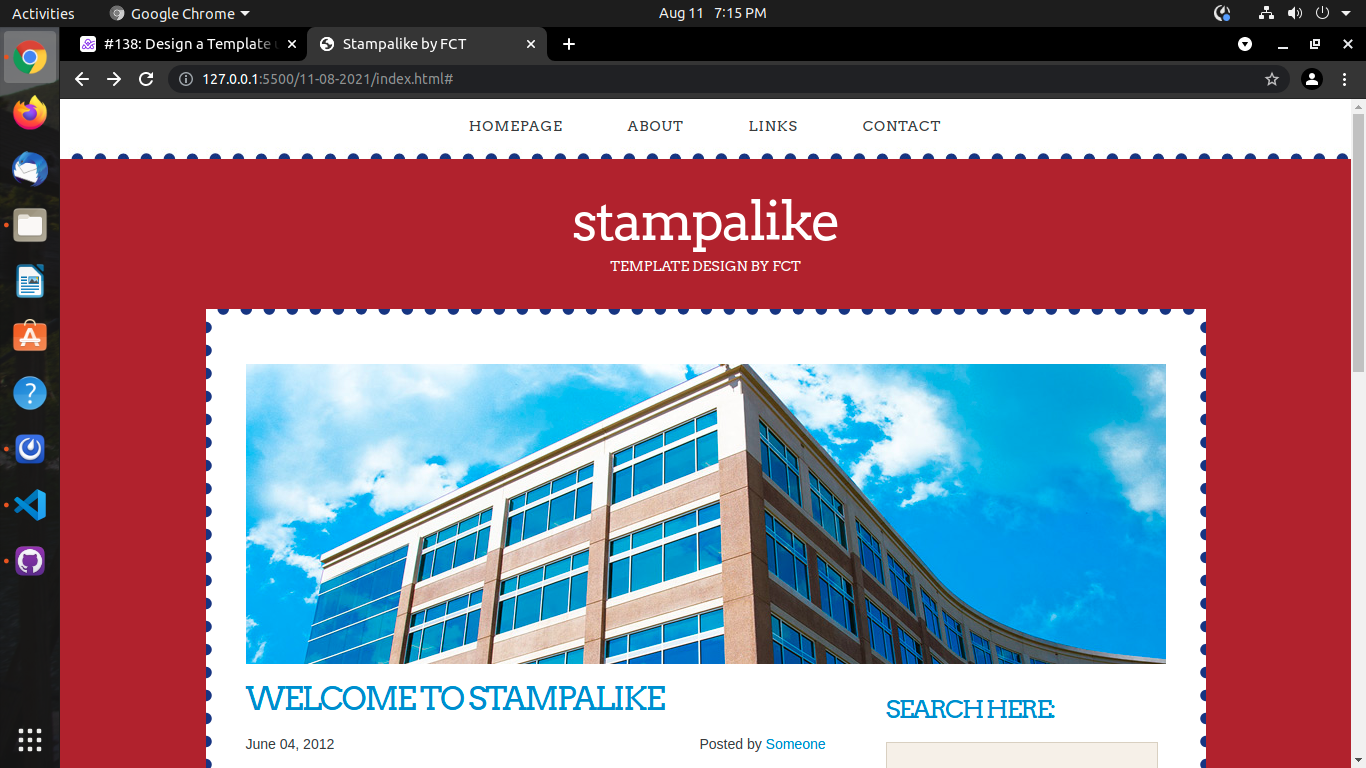 Activities Google Chrome Aug 11 7:15 PM
#138: Design a Template Stampalike by FCT
127.0.0.1:5500/11-08-2021/index.html#
HOMEPAGE ABOUT LINKS CONTACT
stampalike
TEMPLATE DESIGN BY FCT
WELCOME TO STAMPALIKE
SEARCH HERE:
June 04, 2012 Posted by Someone